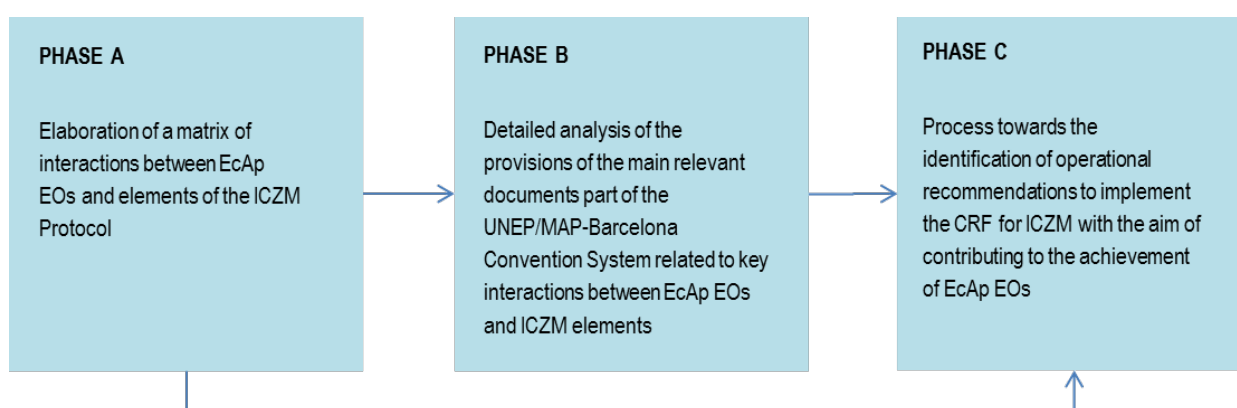 PHASE A
Elaboration of a matrix of
interactions between EcAp
EOs and elements of the ICZM
Protocol
PHASE B
Detailed analysis of the
provisions of the main relevant
documents part of the
UNEP/MAP-Barcelona
Convention System related to key
interactions between EcAp EOs
and ICZM elements
PHASE C
Process towards the
identification of operational
recommendations to implement
the CRF for ICZM with the aim of
contributing to the achievement
of EcAp EOs